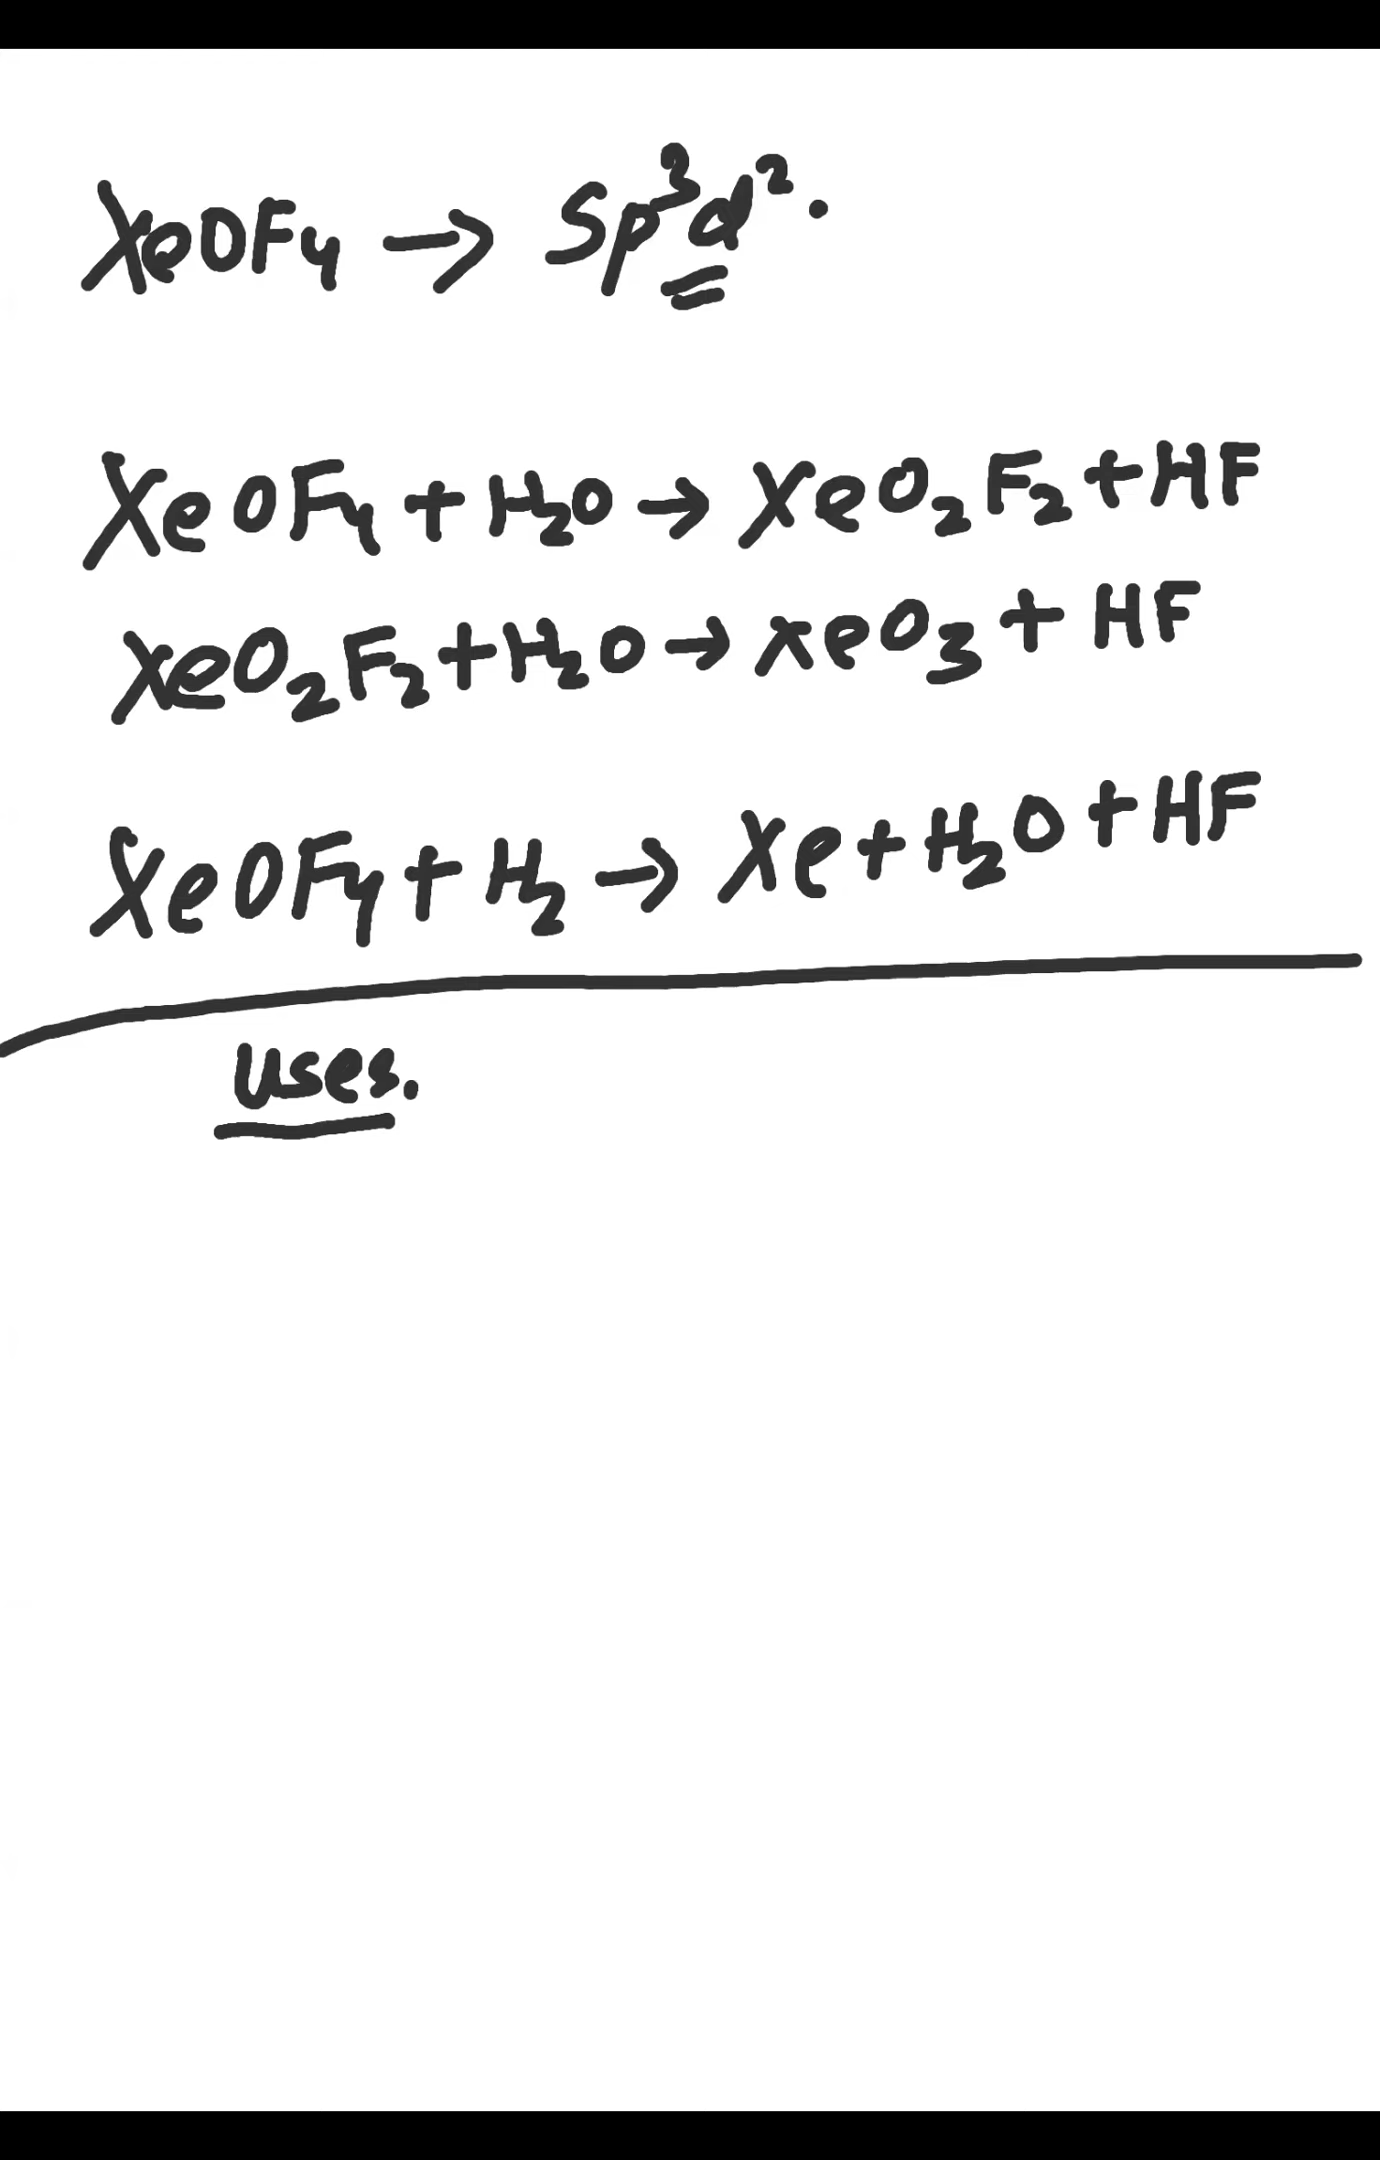 XeOF₄ → Sp³d².
XeOF₄ + H₂O → XeO₂F₂ + HF
XeO₂F₂ + H₂O → XeO₃ + HF
XeOF₄ + H₂ → Xe + H₂O + HF
Uses.